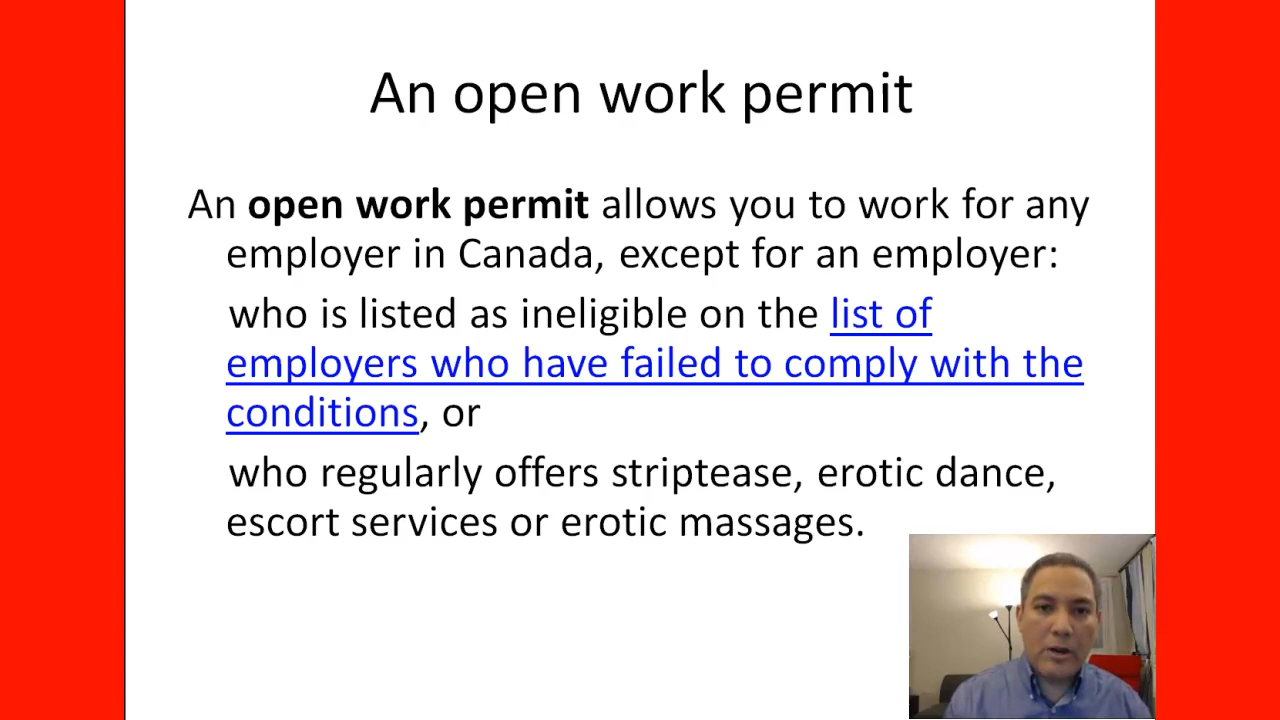 An open work permit
An open work permit allows you to work for any
employer in Canada, except for an employer:
who is listed as ineligible on the list of
employers who have failed to comply with the
conditions, or
who regularly offers striptease, erotic dance,
escort services or erotic massages.